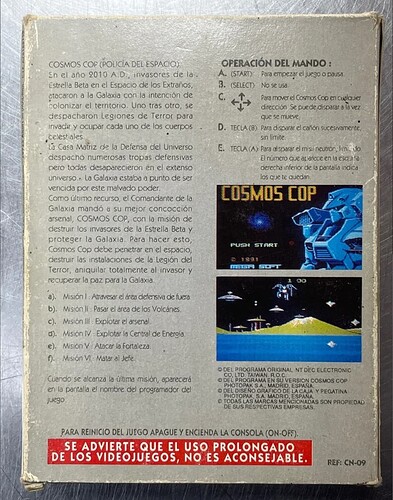 COSMOS COP (POLICÍA DEL ESPACIO).
En el año 2010 A.D., invasores de la
Estrella Beta en el Espacio de los Extraños,
atacaron a la Galaxia con la intención de
colonizar el territorio. Uno tras otro, se
despacharon Legiones de Terror para
invadir y ocupar cada uno de los cuerpos
celestiales.
La Casa Matriz de la Defensa del Universo
despachó numerosas tropas defensivas
pero todas desaparecieron en el extenso
universo. La Galaxia estaba a punto de ser
vencida por este malvado poder.
Como último recurso, el Comandante de la
Galaxia mandó a su mejor concocción
arsenal, COSMOS COP, con la misión de
destruir los invasores de la Estrella Beta y
proteger la Galaxia. Para hacer esto,
Cosmos Cop debe penetrar en el espacio,
destruir las instalaciones de la Legión del
Terror, aniquilar totalmente al invasor y
recuperar la paz para la Galaxia.
a). Misión I · Atravesar el área defensiva de fuera.
b). Misión II · Pasar el área de los Volcánes.
c). Misión III · Explotar el arsenal.
d). Misión IV · Explotar la Central de Energía.
e). Misión V · Atacar la Fortaleza.
f). Misión VI · Matar al Jefe.
Cuando se alcanza la última misión, aparecerá
en la pantalla el nombre del programador del
juego.
OPERACIÓN DEL MANDO :
A. (START): Para empezar el juego o pausa.
B. (SELECT) No se usa.
C. Para mover el Cosmos Cop en cualquier
dirección. Se puede disparar a la vez
que se mueve.
D. TECLA (B) Para disparar el cañón sucesivamente,
sin límite.
E. TECLA (A) Para disparar el misil neutrón, limitado.
El número que aparece en la esquina
derecha inferior de la pantalla indica
los que te quedan.
COSMOS COP
PUSH START
© 1991
MEGA SOFT
© DEL PROGRAMA ORIGINAL NT DEC ELECTRONIC
CO., LTD. TAIWAN, R.O.C.
© DEL PROGRAMA EN SU VERSION COSMOS COP
PHOTOPAK S.A., MADRID, ESPAÑA.
© DEL DISEÑO GRÁFICO DE LA CAJA Y PEGATINA
PHOTOPAK S.A. MADRID, ESPAÑA.
© TODAS LAS MARCAS MENCIONADAS SON PROPIEDAD
DE SUS RESPECTIVAS EMPRESAS.
PARA REINICIO DEL JUEGO APAGUE Y ENCIENDA LA CONSOLA (ON-OFF).
SE ADVIERTE QUE EL USO PROLONGADO
DE LOS VIDEOJUEGOS, NO ES ACONSEJABLE.
REF: CN-09